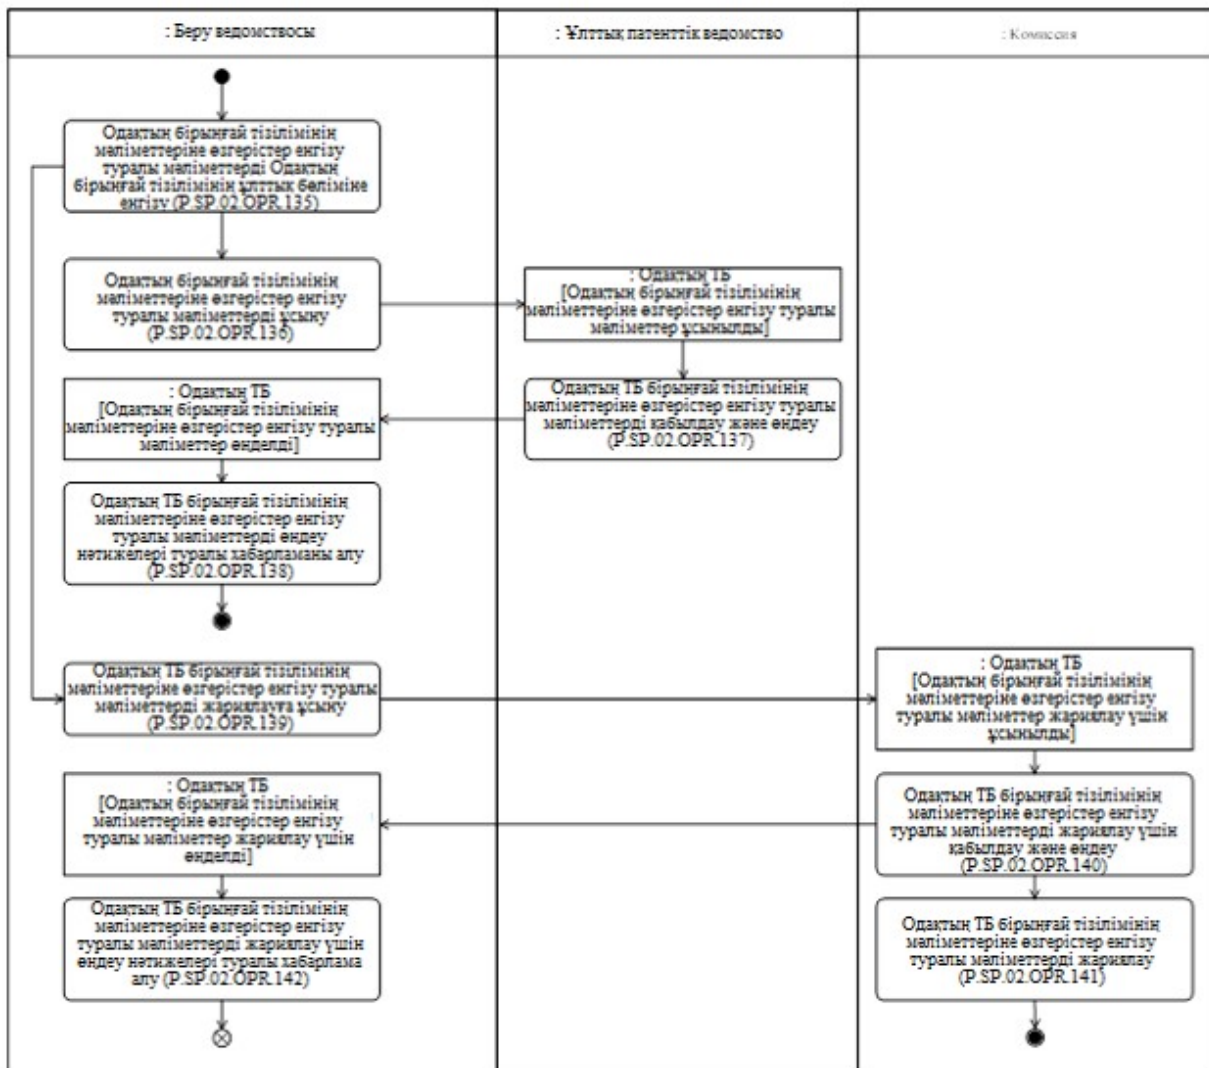 : Беру ведомствосы
: Ұлттық патенттік ведомство
: Комиссия
Одақтың бірыңғай тізілімінің
мәліметтеріне өзгерістер енгізу
туралы мәліметтерді Одақтың
бірыңғай тізілімінің ұлттық бөліміне
енгізу (P.SP.02.OPR.135)
Одақтың бірыңғай тізілімінің
мәліметтеріне өзгерістер енгізу
туралы мәліметтерді ұсыну
(P.SP.02.OPR.136)
: Одақтың ТБ
[Одақтың бірыңғай тізілімінің
мәліметтеріне өзгерістер енгізу туралы
мәліметтер ұсынылды]
Одақтың ТБ бірыңғай тізілімінің
мәліметтеріне өзгерістер енгізу туралы
мәліметтерді қабылдау және өңдеу
(P.SP.02.OPR.137)
: Одақтың ТБ
[Одақтың бірыңғай тізілімінің
мәліметтеріне өзгерістер енгізу туралы
мәліметтер өңделді]
Одақтың ТБ бірыңғай тізілімінің
мәліметтеріне өзгерістер енгізу
туралы мәліметтерді өңдеу
нәтижелері туралы хабарламаны алу
(P.SP.02.OPR.138)
Одақтың ТБ бірыңғай тізілімінің
мәліметтеріне өзгерістер енгізу туралы
мәліметтерді жариялауға ұсыну
(P.SP.02.OPR.139)
: Одақтың ТБ
[Одақтың бірыңғай тізілімінің
мәліметтеріне өзгерістер енгізу
туралы мәліметтер жариялау үшін
ұсынылды]
Одақтың ТБ бірыңғай тізілімінің
мәліметтеріне өзгерістер енгізу
туралы мәліметтерді жариялау үшін
қабылдау және өңдеу
(P.SP.02.OPR.140)
: Одақтың ТБ
[Одақтың бірыңғай тізілімінің
мәліметтеріне өзгерістер енгізу
туралы мәліметтер жариялау үшін
өңделді]
Одақтың ТБ бірыңғай тізілімінің
мәліметтеріне өзгерістер енгізу
туралы мәліметтерді жариялау үшін
өңдеу нәтижелері туралы хабарлама
алу (P.SP.02.OPR.142)
Одақтың ТБ бірыңғай тізілімінің
мәліметтеріне өзгерістер енгізу
туралы мәліметтерді жариялау
(P.SP.02.OPR.141)